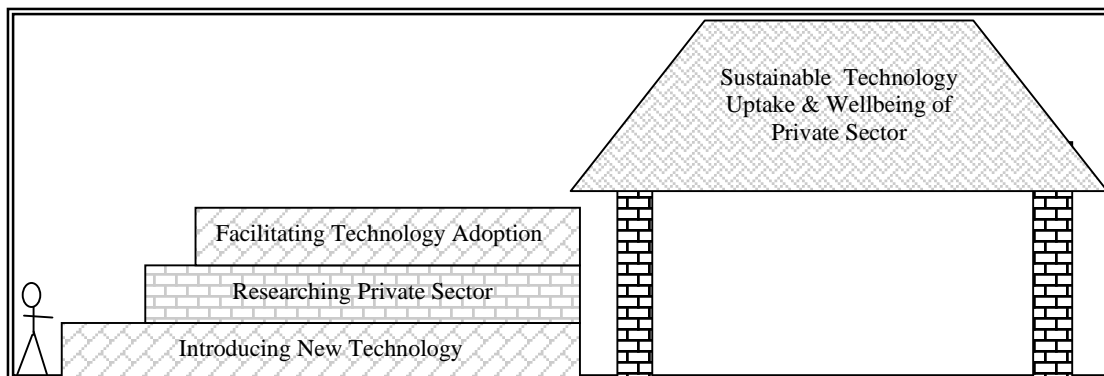 Sustainable Technology
Uptake & Wellbeing of
Private Sector
Facilitating Technology Adoption
Researching Private Sector
Introducing New Technology